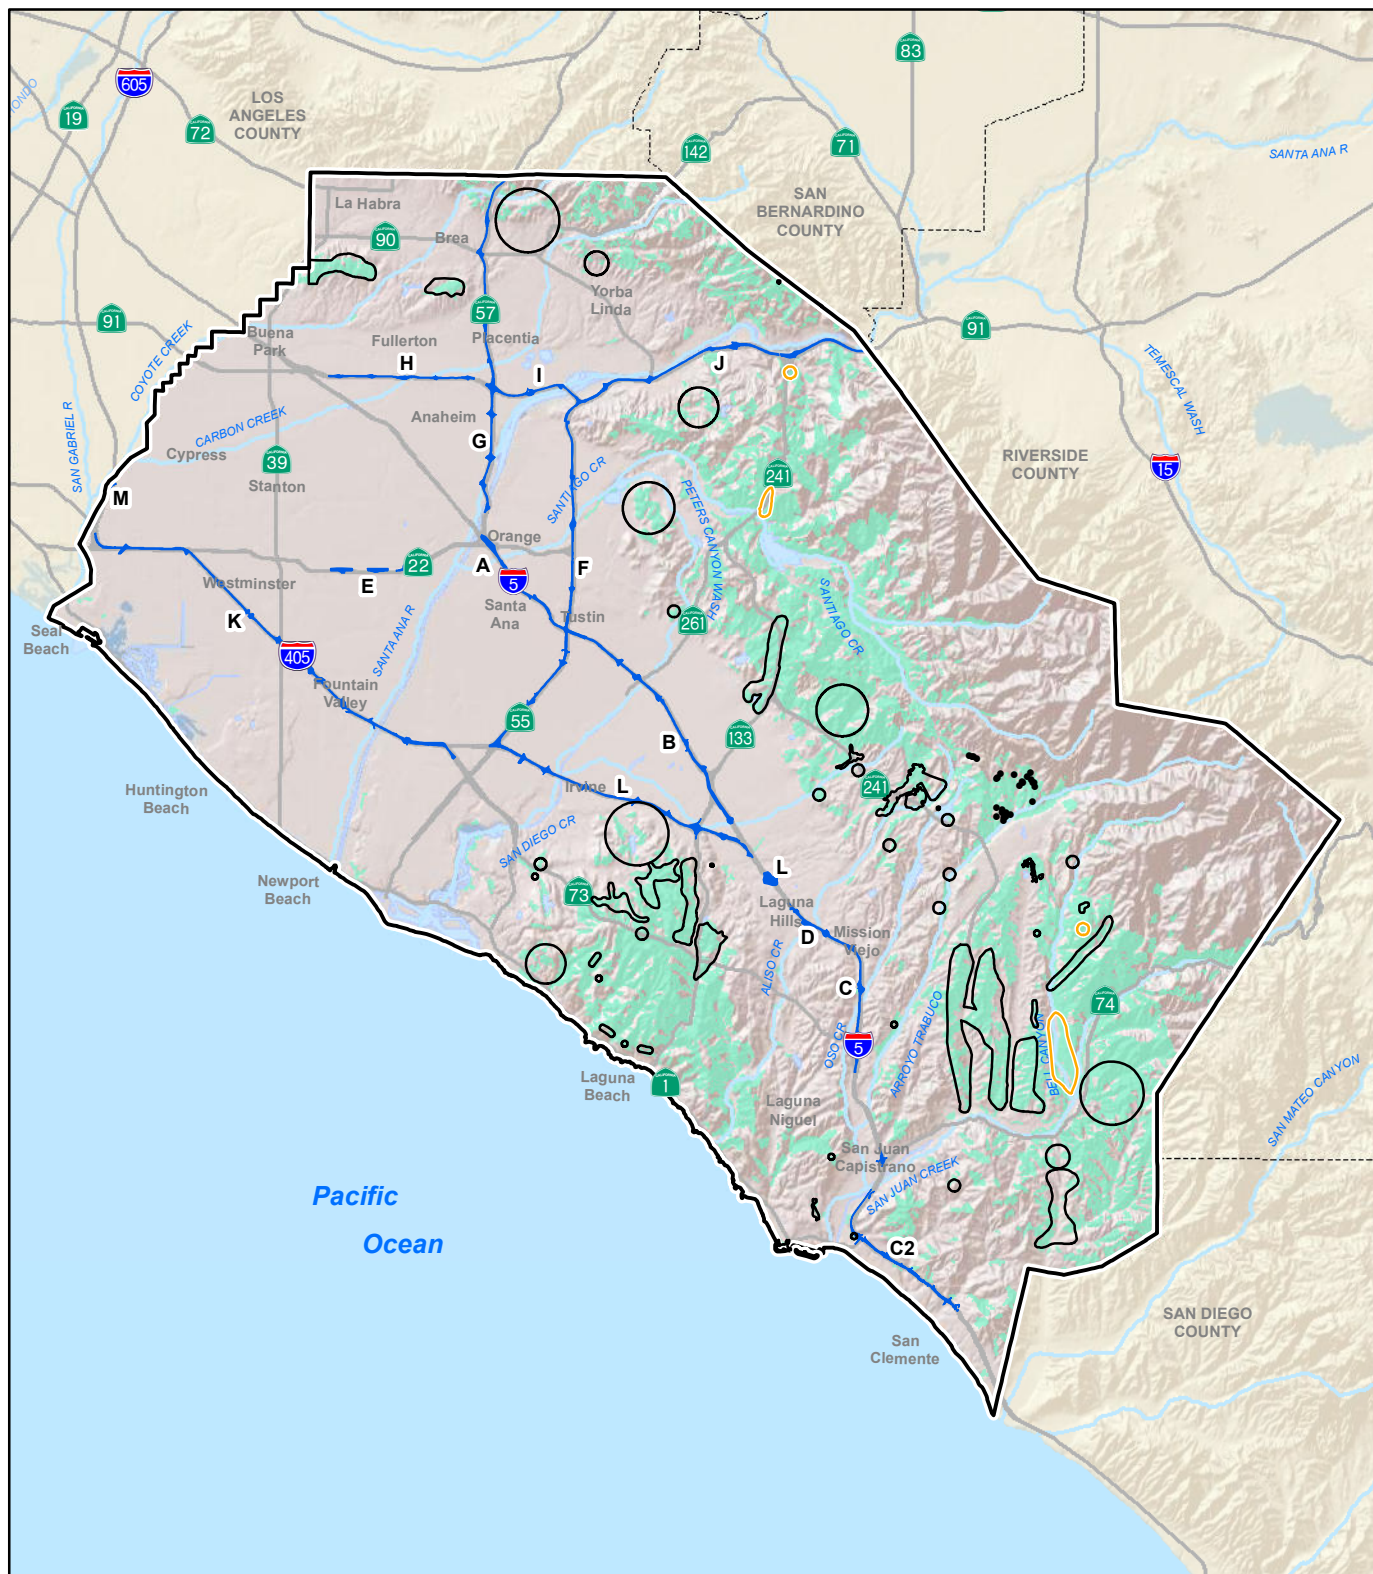 83
605
LOS
ANGELES
COUNTY
19
72
71
142
SANTA ANA R
SAN
BERNARDINO
COUNTY
La Habra
90
Brea
Yorba
Linda
57
91
91
Buena
Park
Fullerton
Placentia
COYOTE CREEK
TEMESCAL WASH
H
I
J
Anaheim
CARBON CREEK
SAN GABRIEL R
G
Cypress
39
Stanton
SANTIAGO CR
PETERS CANYON WASH
241
RIVERSIDE
COUNTY
15
M
Orange
22
A
F
E
5
Westminster
Santa
Ana
Tustin
SANTIAGO CR
K
261
SANTA ANA R
Seal
Beach
405
Fountain
Valley
55
B
133
Huntington
Beach
Irvine
L
241
SAN DIEGO CR
Newport
Beach
73
L
Laguna
Hills
D
Mission
Viejo
ALISO CR
C
ARROYO TRABUCO
74
BELL CANYON
OSO CR
5
Laguna
Beach
1
Laguna
Niguel
SAN MATEO CANYON
San Juan
Capistrano
SAN JUAN CREEK
Pacific
Ocean
C2
SAN DIEGO
COUNTY
San
Clemente